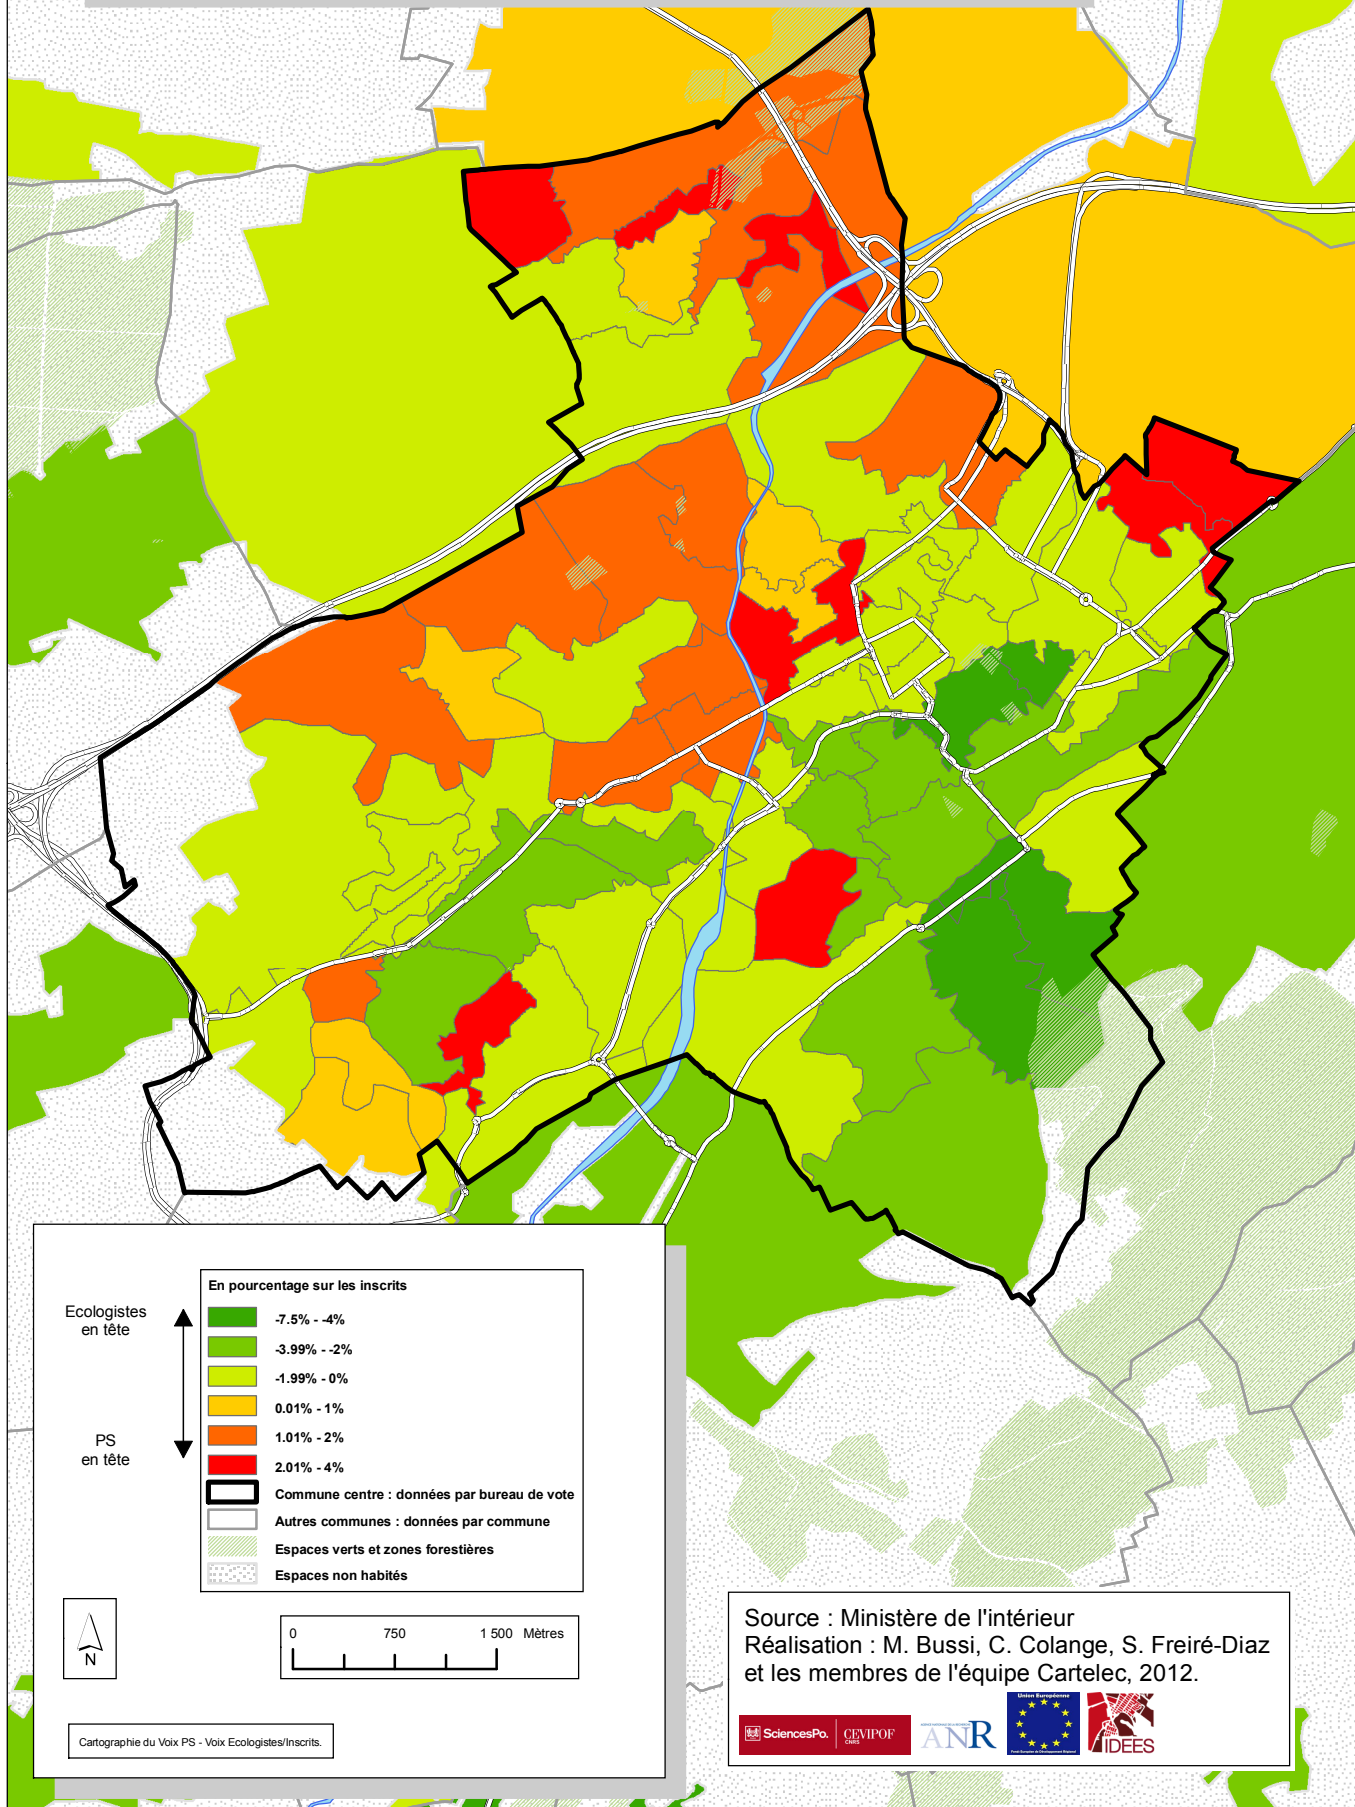 En pourcentage sur les inscrits
Ecologistes
en tête
-7.5% - -4%
-3.99% - -2%
-1.99% - 0%
0.01% - 1%
PS
en tête
1.01% - 2%
2.01% - 4%
Commune centre : données par bureau de vote
Autres communes : données par commune
Espaces verts et zones forestières
Espaces non habités
N
0 750 1 500 Mètres
Cartographie du Voix PS - Voix Ecologistes/Inscrits.
Source : Ministère de l'intérieur
Réalisation : M. Bussi, C. Colange, S. Freiré-Diaz
et les membres de l'équipe Cartelec, 2012.
SciencesPo.
CEVIPOF
CNRS
ANR
Union Européenne
IDEES